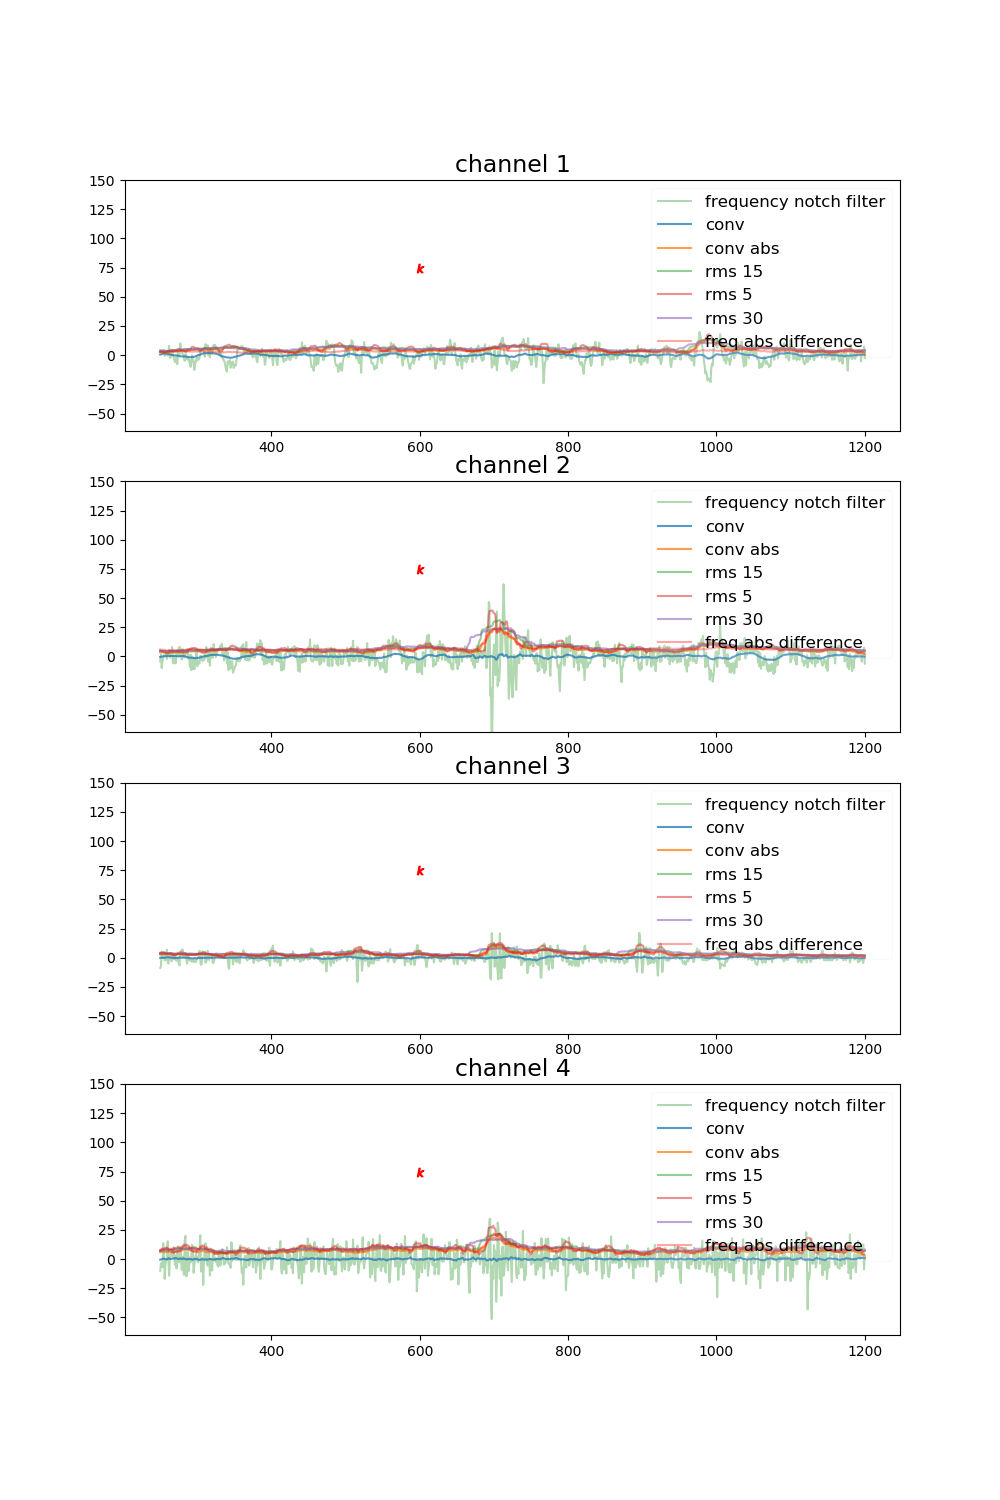 channel 1
150
125
100
75
50
25
0
−25
−50
k
frequency notch filter
conv
conv abs
rms 15
rms 5
rms 30
freq abs difference
400 600 800 1000 1200
channel 2
150
125
100
75
50
25
0
−25
−50
k
frequency notch filter
conv
conv abs
rms 15
rms 5
rms 30
freq abs difference
400 600 800 1000 1200
channel 3
150
125
100
75
50
25
0
−25
−50
k
frequency notch filter
conv
conv abs
rms 15
rms 5
rms 30
freq abs difference
400 600 800 1000 1200
channel 4
150
125
100
75
50
25
0
−25
−50
k
frequency notch filter
conv
conv abs
rms 15
rms 5
rms 30
freq abs difference
400 600 800 1000 1200